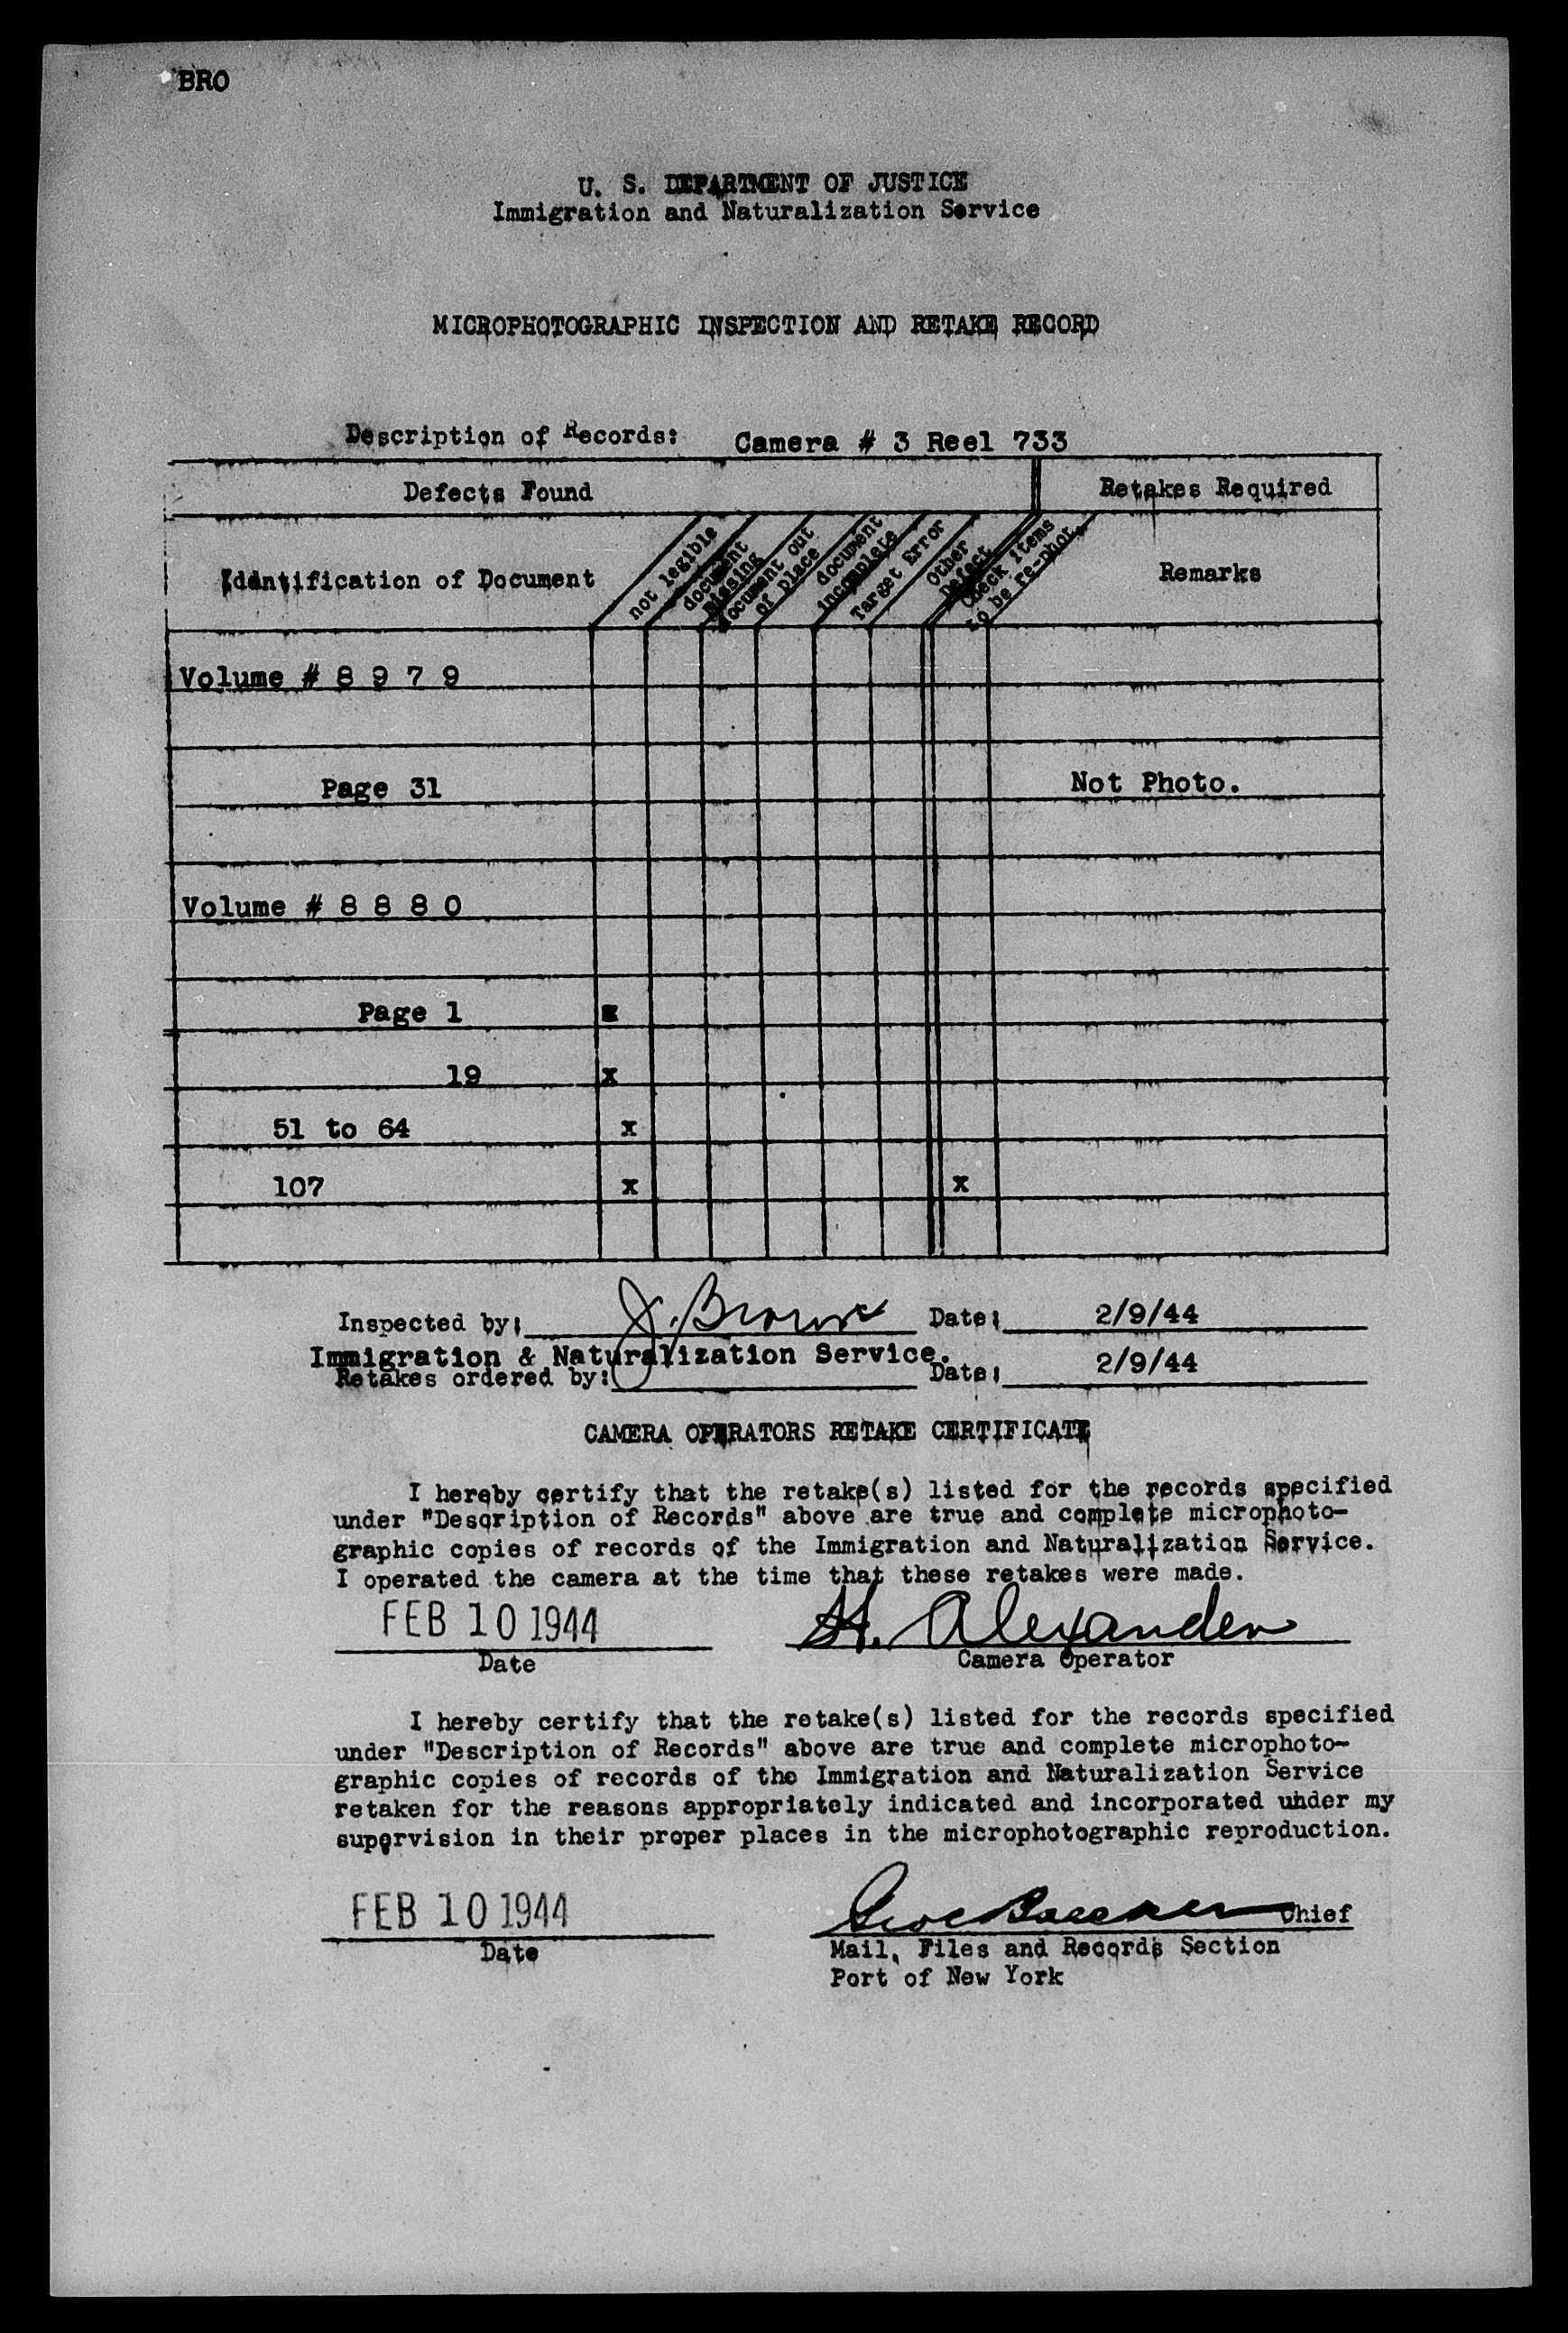 BRO
U. S. DEPARTMENT OF JUSTICE
Immigration and Naturalization Service
MICROPHOTOGRAPHIC INSPECTION AND RETAKE RECORD
Description of Records: Camera # 3 Reel 733
Defects Found
Retakes Required
Identification of Document
not legible
document missing
document out of place
document incomplete
Target Error
Other Defect
Check items to be re-phot.
Remarks
Volume # 8 9 7 9
Page 31 Not Photo.
Volume # 8 8 8 0
Page 1 x
19 x
51 to 64 x
107 x x
Inspected by: J. Brown Date: 2/9/44
Immigration & Naturalization Service.
Retakes ordered by: Date: 2/9/44
CAMERA OPERATORS RETAKE CERTIFICATE
I hereby certify that the retake(s) listed for the records specified
under "Description of Records" above are true and complete microphoto-
graphic copies of records of the Immigration and Naturalization Service.
I operated the camera at the time that these retakes were made.
FEB 10 1944 H. Alexander
Date Camera Operator
I hereby certify that the retake(s) listed for the records specified
under "Description of Records" above are true and complete microphoto-
graphic copies of records of the Immigration and Naturalization Service
retaken for the reasons appropriately indicated and incorporated under my
supervision in their proper places in the microphotographic reproduction.
FEB 10 1944 Chief
Date Mail, Files and Records Section
Port of New York